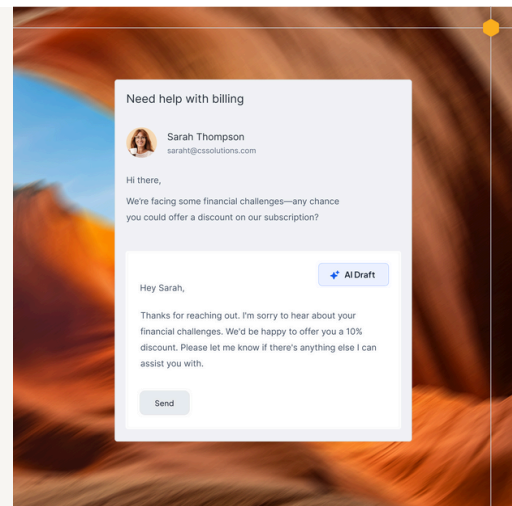 Need help with billing
Sarah Thompson
saraht@cssolutions.com
Hi there,
We're facing some financial challenges—any chance
you could offer a discount on our subscription?
AI Draft
Hey Sarah,
Thanks for reaching out. I'm sorry to hear about your
financial challenges. We'd be happy to offer you a 10%
discount. Please let me know if there's anything else I can
assist you with.
Send